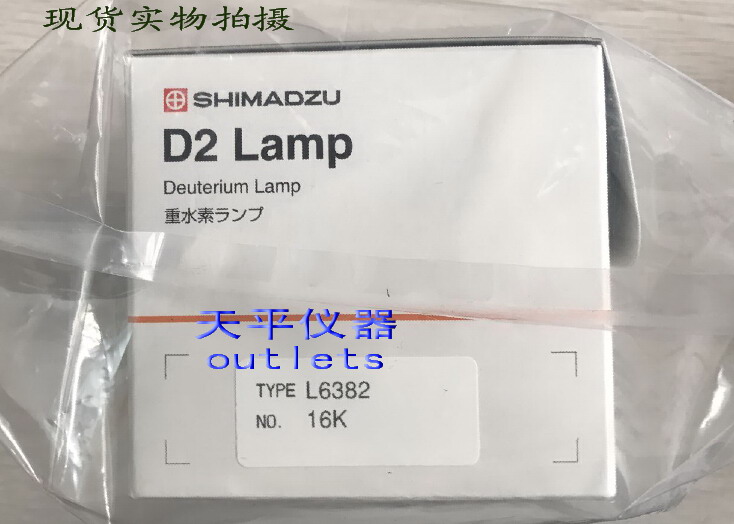 现货实物拍摄
SHIMADZU
D2 Lamp
Deuterium Lamp
重水素ランプ
天平仪器
outlets
TYPE L6382
NO. 16K